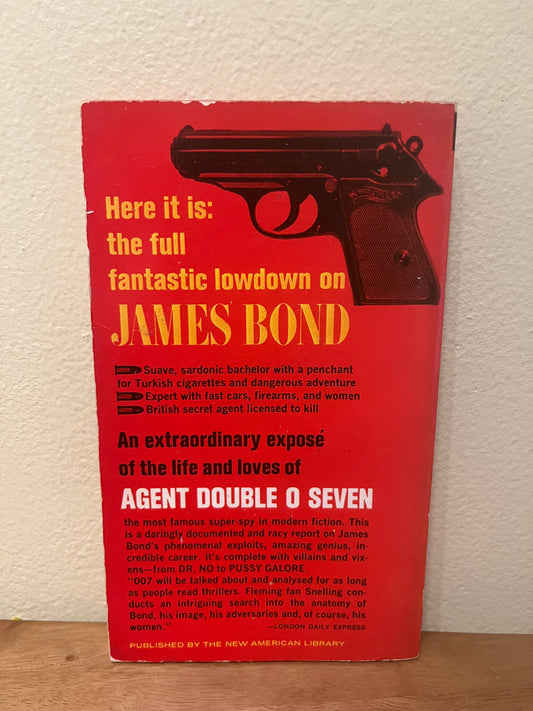 WALTHER
Here it is:
the full
fantastic lowdown on
JAMES BOND
Suave, sardonic bachelor with a penchant
for Turkish cigarettes and dangerous adventure
Expert with fast cars, firearms, and women
British secret agent licensed to kill
An extraordinary exposé
of the life and loves of
AGENT DOUBLE O SEVEN
the most famous super-spy in modern fiction. This
is a daringly documented and racy report on James
Bond's phenomenal exploits, amazing genius, in-
credible career. It's complete with villains and vix-
ens—from DR. NO to PUSSY GALORE.
"007 will be talked about and analysed for as long
as people read thrillers. Fleming fan Snelling con-
ducts an intriguing search into the anatomy of
Bond, his image, his adversaries and, of course, his
women." —LONDON DAILY EXPRESS
PUBLISHED BY THE NEW AMERICAN LIBRARY